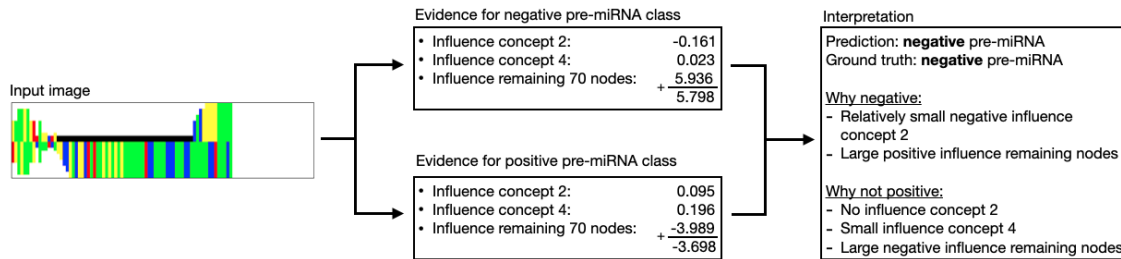 Input image
Evidence for negative pre-miRNA class
• Influence concept 2: -0.161
• Influence concept 4: 0.023
• Influence remaining 70 nodes: + 5.936
5.798
Evidence for positive pre-miRNA class
• Influence concept 2: 0.095
• Influence concept 4: 0.196
• Influence remaining 70 nodes: + -3.989
-3.698
Interpretation
Prediction: negative pre-miRNA
Ground truth: negative pre-miRNA
Why negative:
- Relatively small negative influence
concept 2
- Large positive influence remaining nodes
Why not positive:
- No influence concept 2
- Small influence concept 4
- Large negative influence remaining nodes